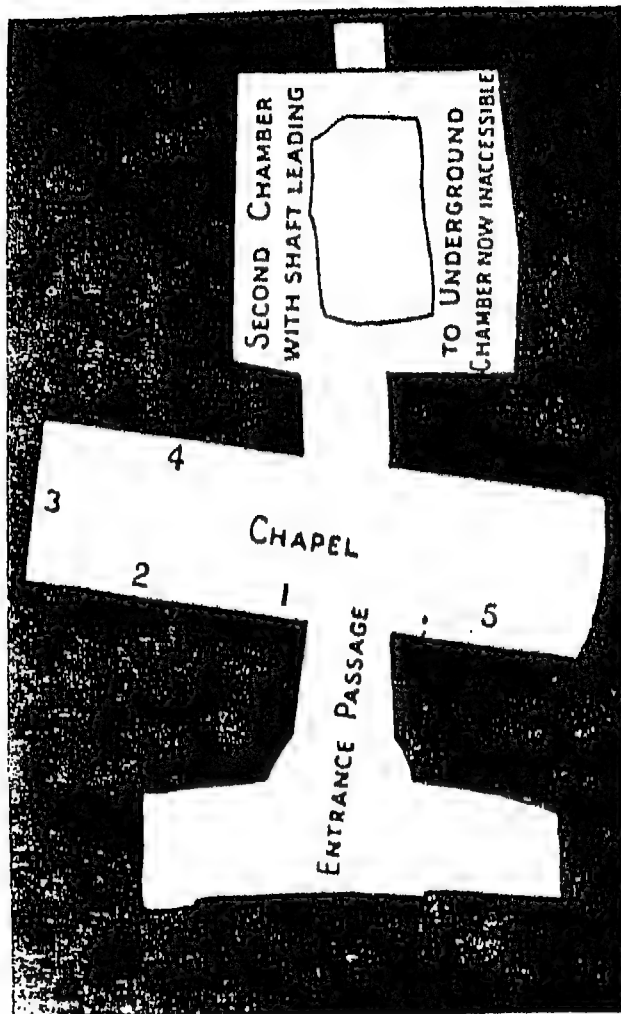 SECOND CHAMBER
WITH SHAFT LEADING
TO UNDERGROUND
CHAMBER NOW INACCESSIBLE
4
3
CHAPEL
2
1
5
ENTRANCE PASSAGE